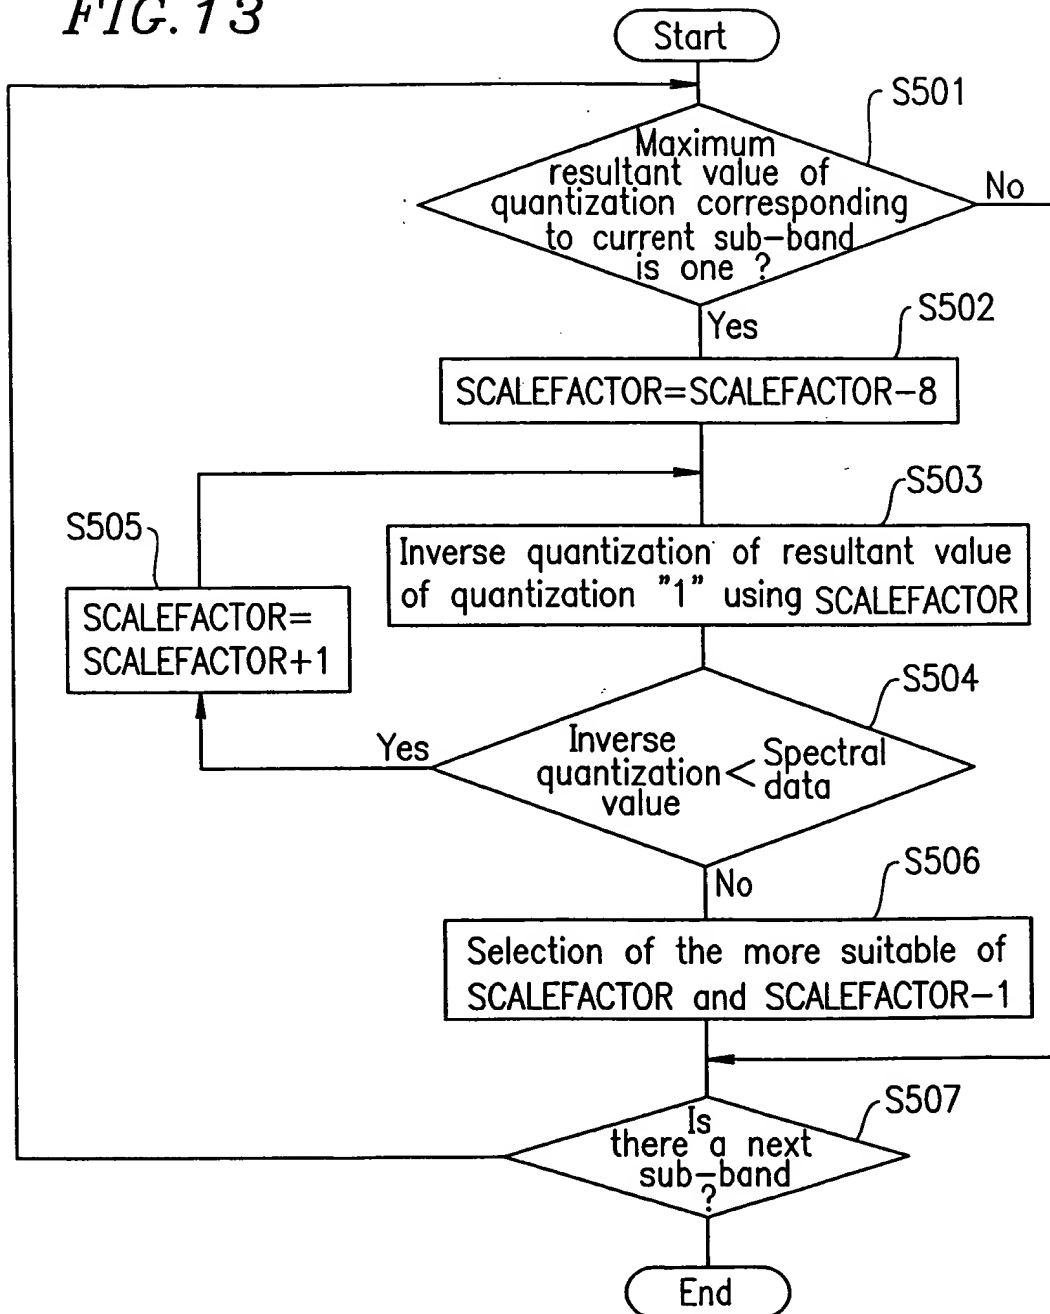 FIG.13
Start
S501
Maximum
resultant value of
quantization corresponding
to current sub-band
is one ?
No
Yes
S502
SCALEFACTOR=SCALEFACTOR-8
S503
Inverse quantization of resultant value
of quantization "1" using SCALEFACTOR
S505
SCALEFACTOR=
SCALEFACTOR+1
S504
Yes
Inverse
quantization
value
<
Spectral
data
No
S506
Selection of the more suitable of
SCALEFACTOR and SCALEFACTOR-1
S507
Is
there a next
sub-band
?
End